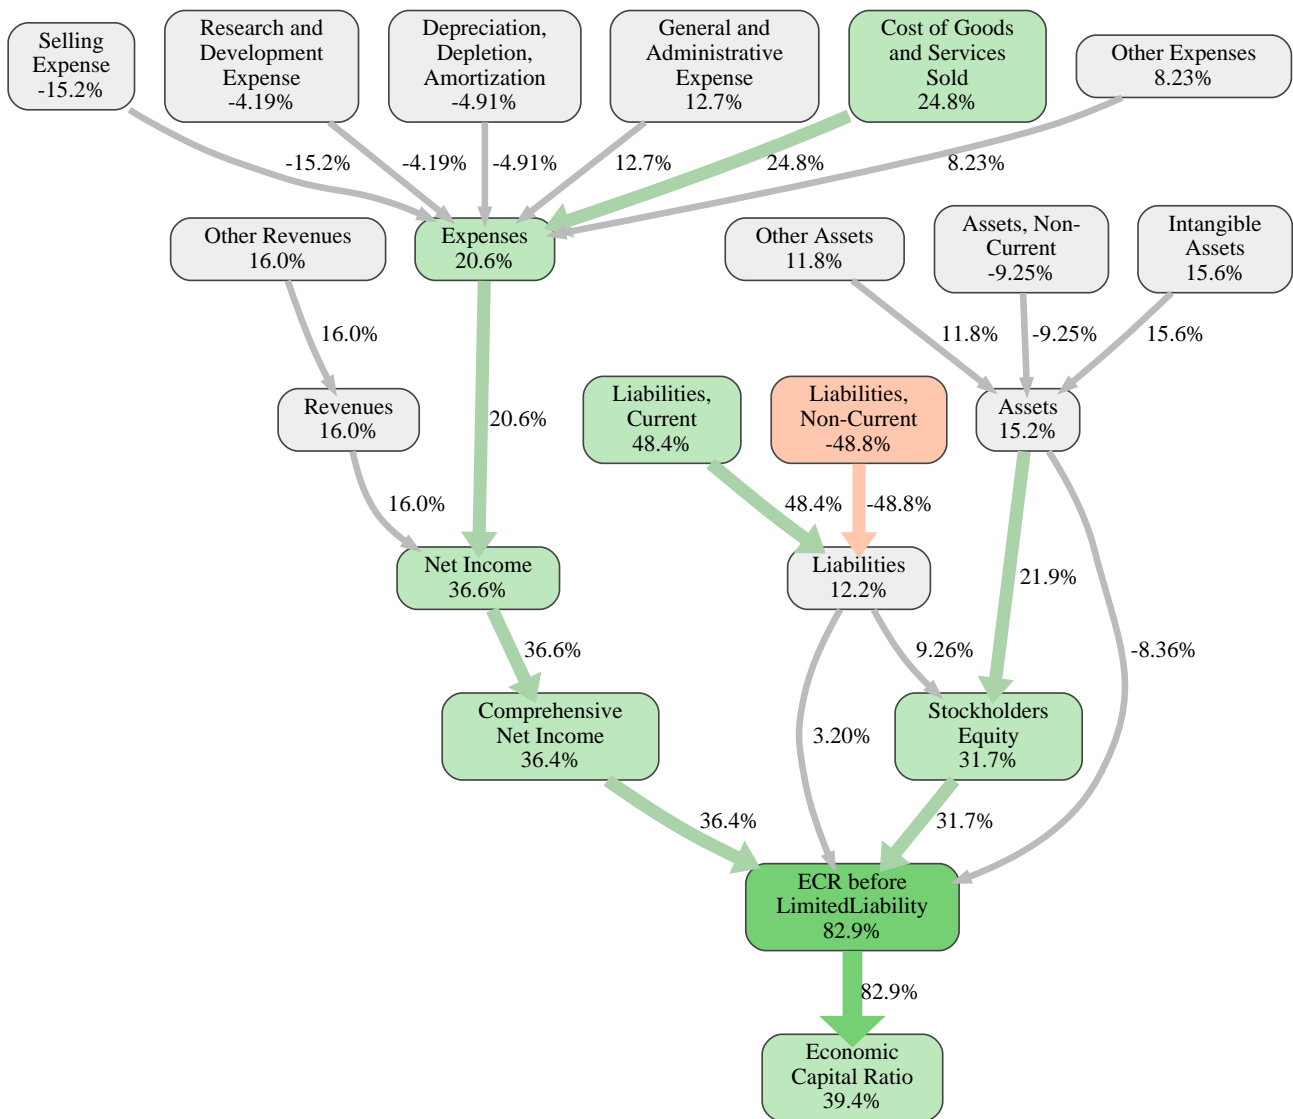 Selling
Expense
-15.2%
Research and
Development
Expense
-4.19%
Depreciation,
Depletion,
Amortization
-4.91%
General and
Administrative
Expense
12.7%
Cost of Goods
and Services
Sold
24.8%
Other Expenses
8.23%
-15.2%
-4.19%
-4.91%
12.7%
24.8%
8.23%
Other Revenues
16.0%
Expenses
20.6%
Other Assets
11.8%
Assets, Non-
Current
-9.25%
Intangible
Assets
15.6%
16.0%
11.8%
-9.25%
15.6%
Revenues
16.0%
20.6%
Liabilities,
Current
48.4%
Liabilities,
Non-Current
-48.8%
Assets
15.2%
16.0%
48.4%
-48.8%
Net Income
36.6%
Liabilities
12.2%
21.9%
36.6%
9.26%
-8.36%
Comprehensive
Net Income
36.4%
3.20%
Stockholders
Equity
31.7%
36.4%
31.7%
ECR before
LimitedLiability
82.9%
82.9%
Economic
Capital Ratio
39.4%